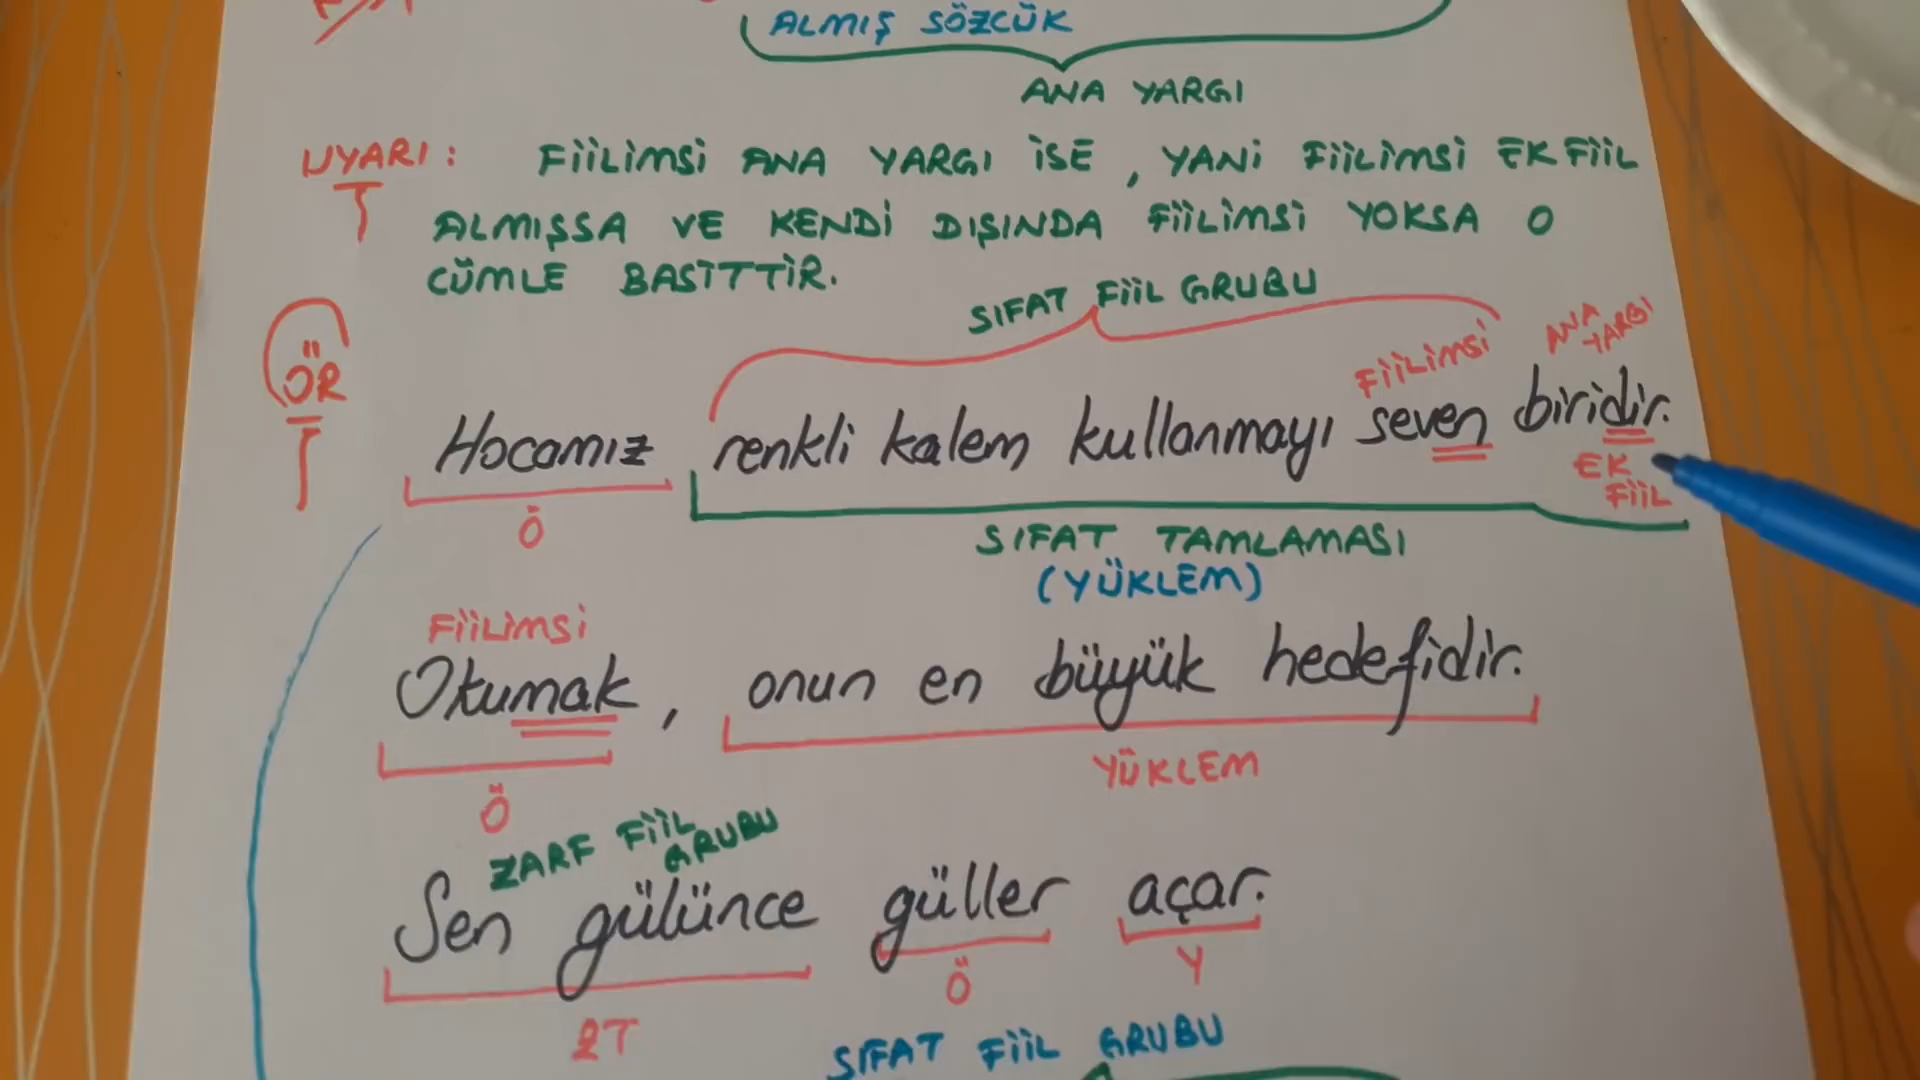 ALMIŞ SÖZCÜK
ANA YARGI
UYARI : FİİLİMSİ ANA YARGI İSE , YANİ FİİLİMSİ EK FİİL
ALMIŞSA VE KENDİ DIŞINDA FİİLİMSİ YOKSA O
CÜMLE BASİTTİR.
SIFAT FİİL GRUBU
ÖR
FİİLİMSİ
ANA YARGI
Hocamız renkli kalem kullanmayı seven biridir.
EK FİİL
Ö
SIFAT TAMLAMASI
(YÜKLEM)
FİİLİMSİ
Okumak , onun en büyük hedefidir.
YÜKLEM
Ö
ZARF FİİL GRUBU
Sen gülünce güller açar.
Ö Y
ZT
SIFAT FİİL GRUBU